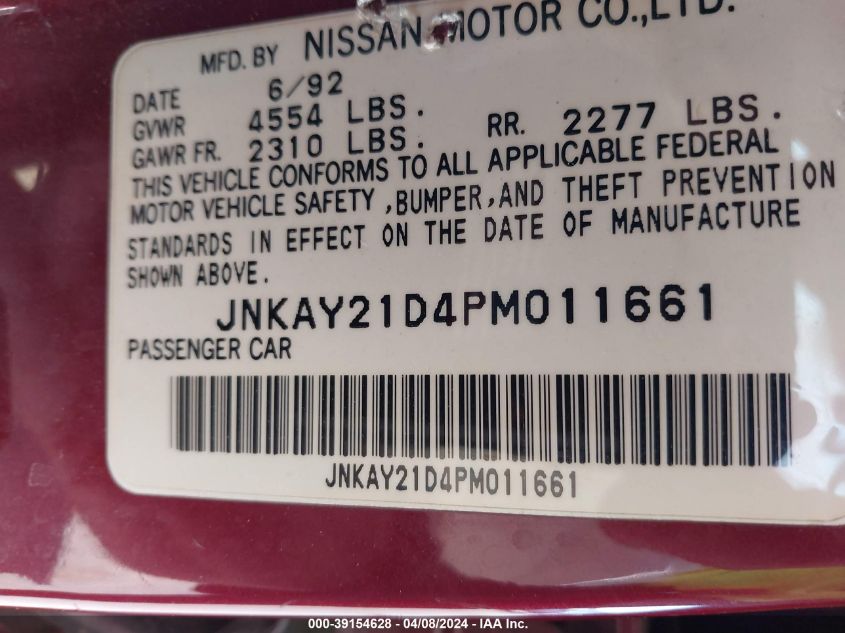 MFD. BY NISSAN MOTOR CO.,LTD.
DATE 6/92
GVWR 4554 LBS.
GAWR FR. 2310 LBS. RR. 2277 LBS.
THIS VEHICLE CONFORMS TO ALL APPLICABLE FEDERAL
MOTOR VEHICLE SAFETY ,BUMPER,AND THEFT PREVENTION
STANDARDS IN EFFECT ON THE DATE OF MANUFACTURE
SHOWN ABOVE.
JNKAY21D4PM011661
PASSENGER CAR
JNKAY21D4PM011661
000-39154628 - 04/08/2024 - IAA Inc.